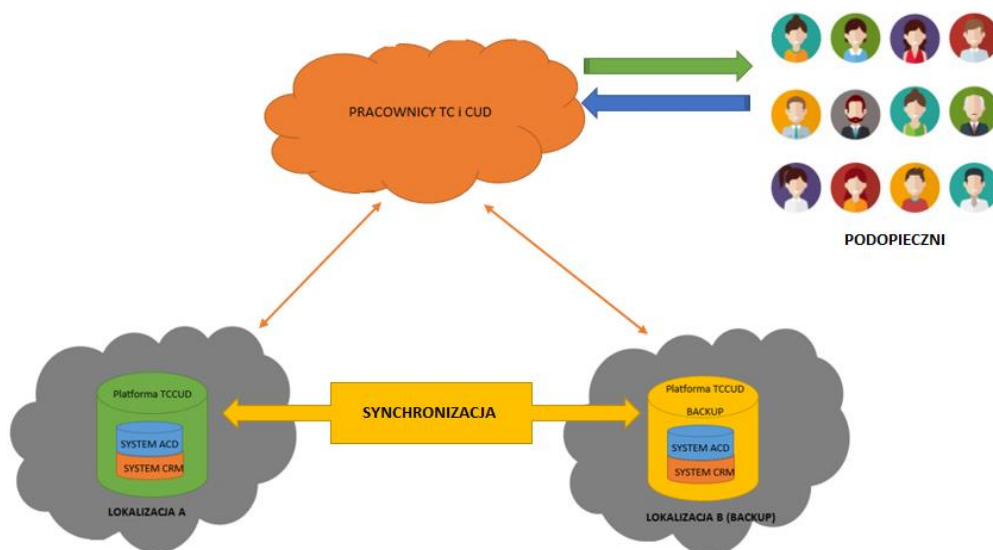 PRACOWNICY TC i CUD
PODOPIECZNI
Platforma TCCUD
SYSTEM ACD
SYSTEM CRM
LOKALIZACJA A
SYNCHRONIZACJA
Platforma TCCUD
BACKUP
SYSTEM ACD
SYSTEM CRM
LOKALIZACJA B (BACKUP)